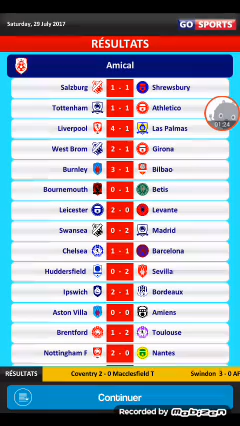 Saturday, 29 July 2017 GO SPORTS
RÉSULTATS
Amical
Salzburg 1 - 1 Shrewsbury
Tottenham 1 - 1 Athletico
Liverpool 4 - 1 Las Palmas
01:24
West Brom 2 - 1 Girona
Burnley 3 - 1 Bilbao
Bournemouth 0 - 1 Betis
Leicester 2 - 0 Levante
Swansea 0 - 2 Madrid
Chelsea 1 - 1 Barcelona
Huddersfield 0 - 2 Sevilla
Ipswich 2 - 1 Bordeaux
Aston Villa 0 - 0 Amiens
Brentford 1 - 2 Toulouse
Nottingham F 2 - 0 Nantes
RÉSULTATS Coventry 2 - 0 Macclesfield T Swindon 3 - 0 AF
Continuer
Recorded by Mobizen